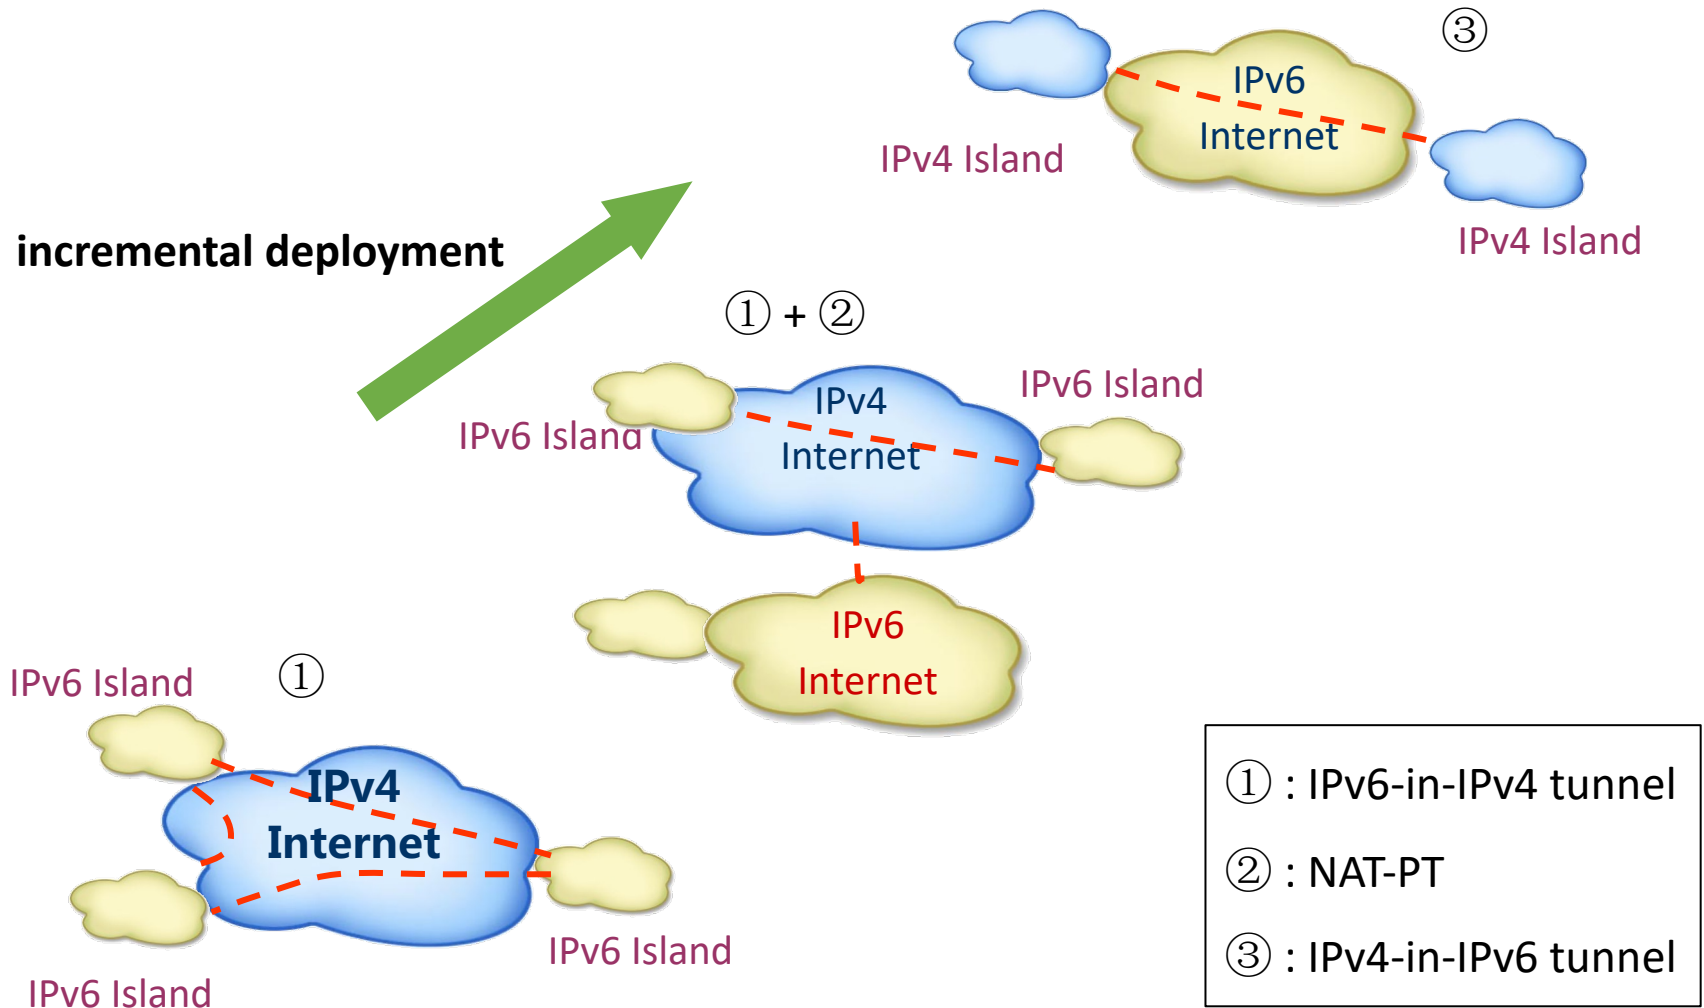 ③
IPv6
Internet
IPv4 Island
IPv4 Island
incremental deployment
① + ②
IPv6 Island
IPv4
Internet
IPv6 Island
IPv6
Internet
IPv6 Island
①
IPv4
Internet
IPv6 Island
IPv6 Island
① : IPv6-in-IPv4 tunnel
② : NAT-PT
③ : IPv4-in-IPv6 tunnel